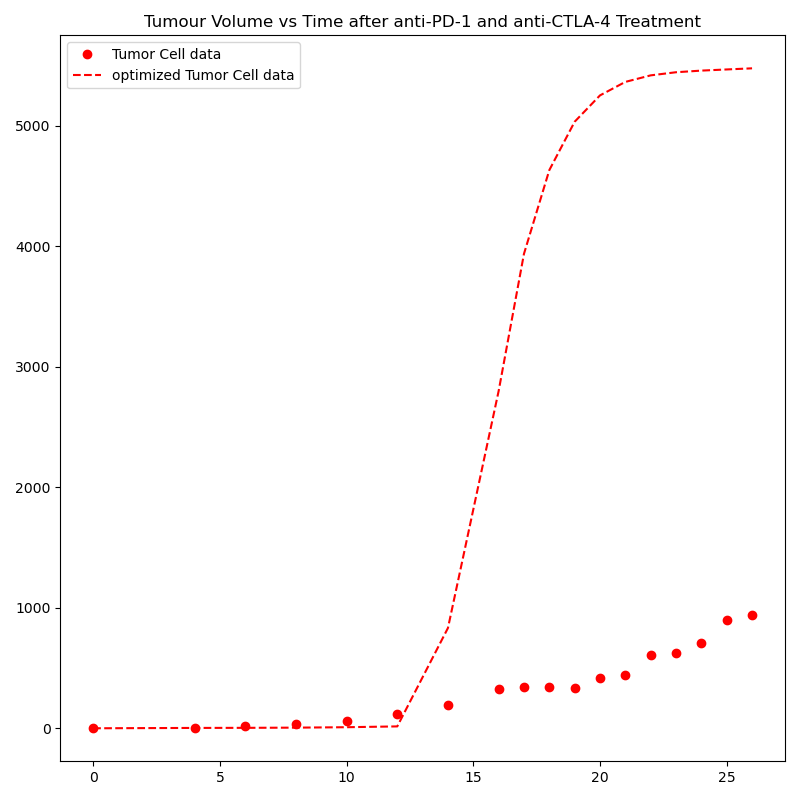 Tumour Volume vs Time after anti-PD-1 and anti-CTLA-4 Treatment
Tumor Cell data
optimized Tumor Cell data
5000
4000
3000
2000
1000
0
0 5 10 15 20 25